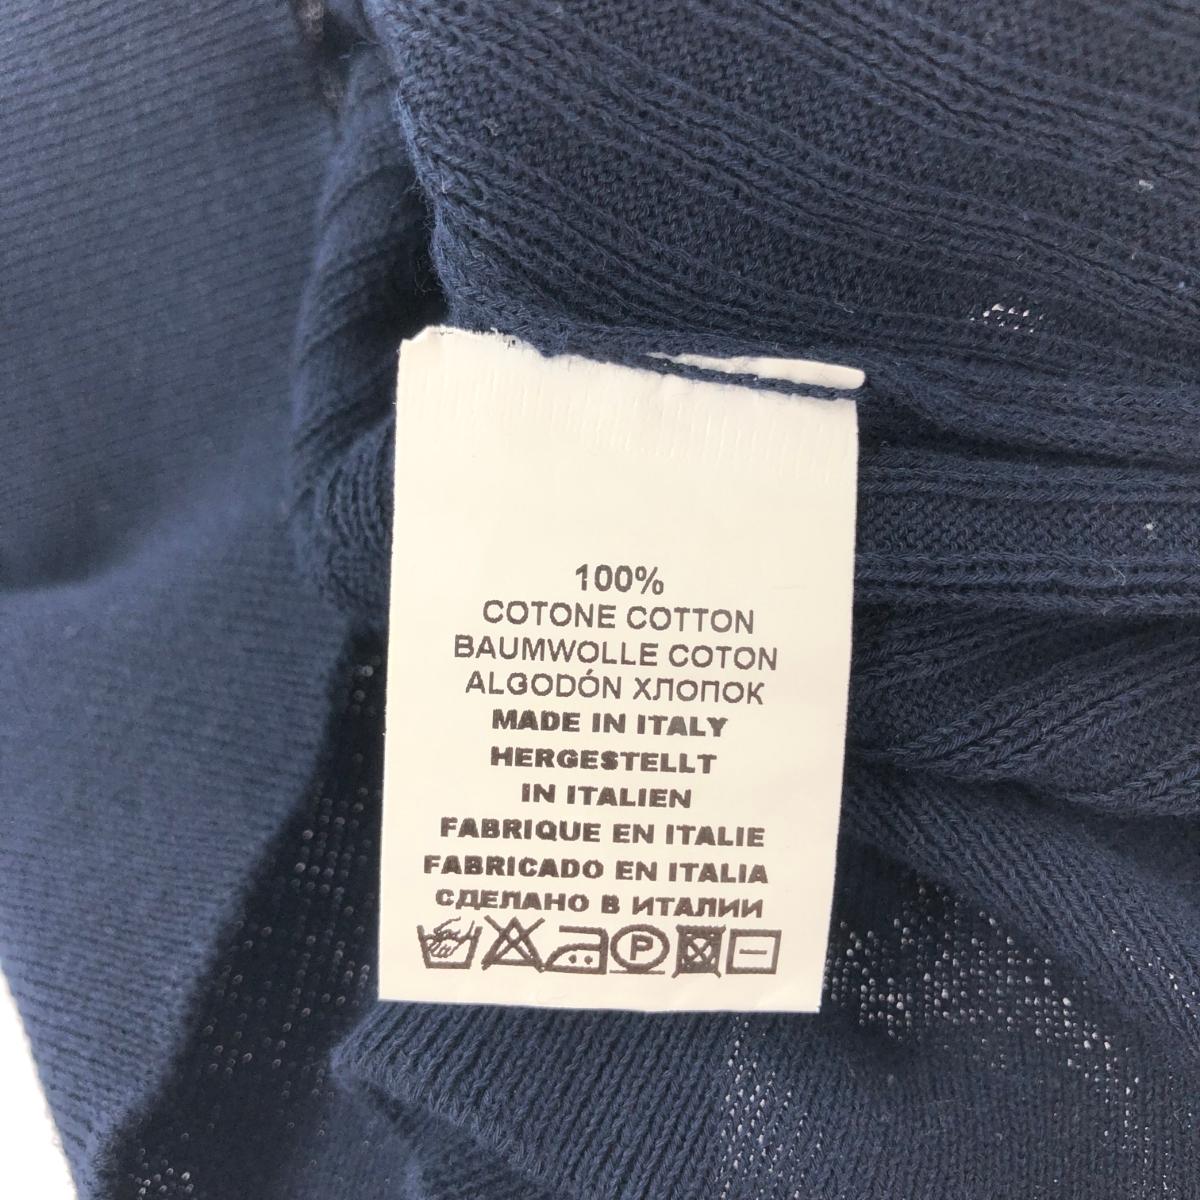 100%
COTONE COTTON
BAUMWOLLE COTON
ALGODÓN ХЛОПОК
MADE IN ITALY
HERGESTELLT
IN ITALIEN
FABRIQUE EN ITALIE
FABRICADO EN ITALIA
СДЕЛАНО В ИТАЛИИ
P